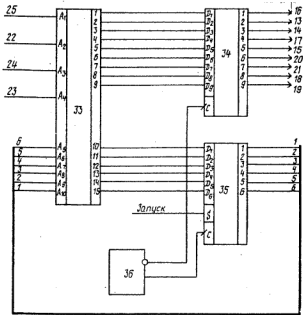 25 A1 1 D1 1 16
2 D2 2 13
22 A2 3 D3 3 14
4 D4 4 17
5 D5 5 15
24 A3 6 D6 6 20
7 D7 7 21
23 A4 8 D8 8 18
9 D9 9 19
33
34
C
6 A5 10 D1 1 1
5 A6 11 D2 2 2
4 A7 12 D3 3 3
3 A8 13 D4 4 4
2 A9 14 D5 5 5
1 A10 15 D6 6 6
35
Запуск
S
C
36